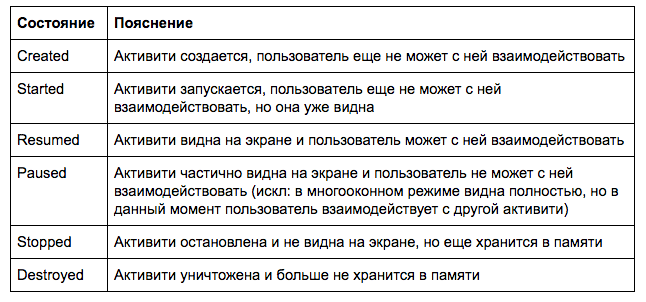 Состояние Пояснение
Created Активити создается, пользователь еще не может с ней взаимодействовать
Started Активити запускается, пользователь еще не может с ней
взаимодействовать, но она уже видна
Resumed Активити видна на экране и пользователь может с ней взаимодействовать
Paused Активити частично видна на экране и пользователь не может с ней
взаимодействовать (искл: в многооконном режиме видна полностью, но в
данный момент пользователь взаимодействует с другой активити)
Stopped Активити остановлена и не видна на экране, но еще хранится в памяти
Destroyed Активити уничтожена и больше не хранится в памяти